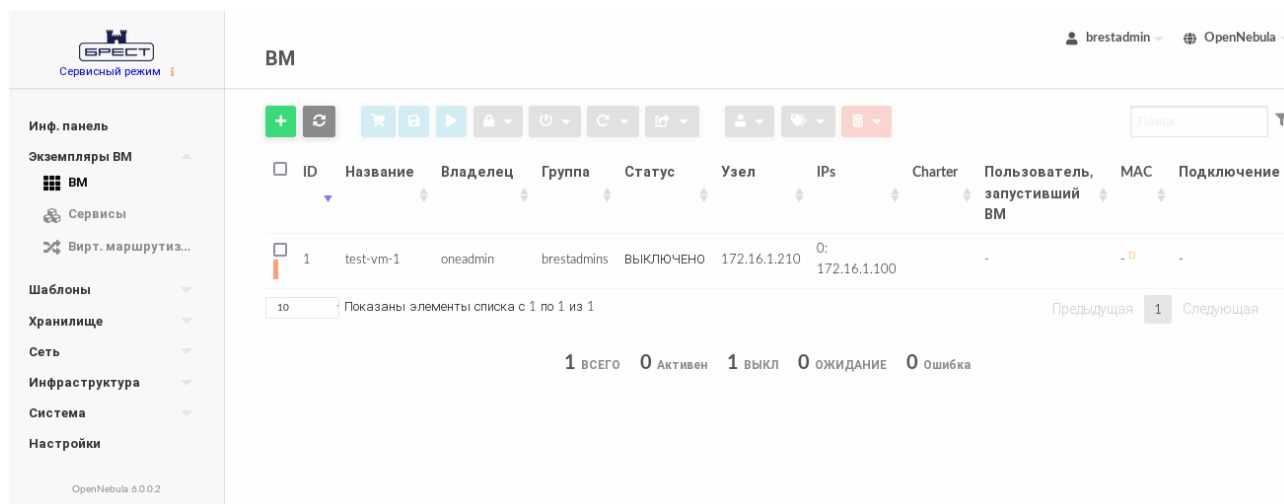 БРЕСТ
Сервисный режим
brestadmin
OpenNebula
ВМ
Инф. панель
Экземпляры ВМ
ВМ
Сервисы
Вирт. маршрутиз...
Шаблоны
Хранилище
Сеть
Инфраструктура
Система
Настройки
OpenNebula 6.0.0.2
Поиск
ID Название Владелец Группа Статус Узел IPs Charter Пользователь, запустивший ВМ MAC Подключение
1 test-vm-1 oneadmin brestadmins ВЫКЛЮЧЕНО 172.16.1.210 0: 172.16.1.100 - - D -
10 Показаны элементы списка с 1 по 1 из 1
Предыдущая 1 Следующая
1 ВСЕГО 0 Активен 1 ВЫКЛ 0 ОЖИДАНИЕ 0 Ошибка